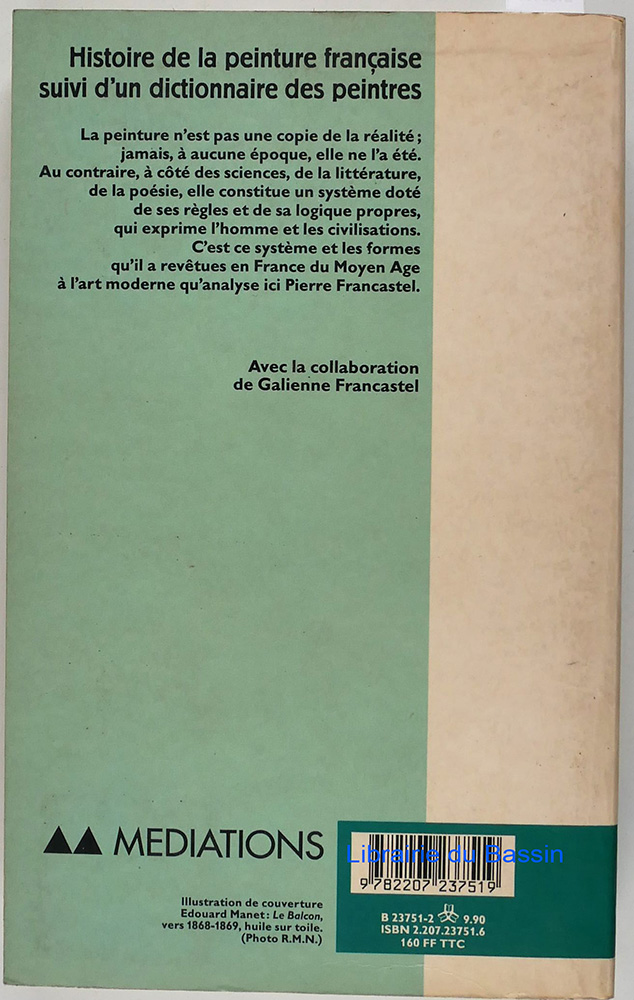 Histoire de la peinture française
suivi d'un dictionnaire des peintres
La peinture n'est pas une copie de la réalité ;
jamais, à aucune époque, elle ne l'a été.
Au contraire, à côté des sciences, de la littérature,
de la poésie, elle constitue un système doté
de ses règles et de sa logique propres,
qui exprime l'homme et les civilisations.
C'est ce système et les formes
qu'il a revêtues en France du Moyen Age
à l'art moderne qu'analyse ici Pierre Francastel.
Avec la collaboration
de Galienne Francastel
MEDIATIONS
Illustration de couverture
Edouard Manet : Le Balcon,
vers 1868-1869, huile sur toile.
(Photo R.M.N.)
Librairie du Bassin
9 782207 237519
B 23751-2 9.90
ISBN 2.207.23751.6
160 FF TTC